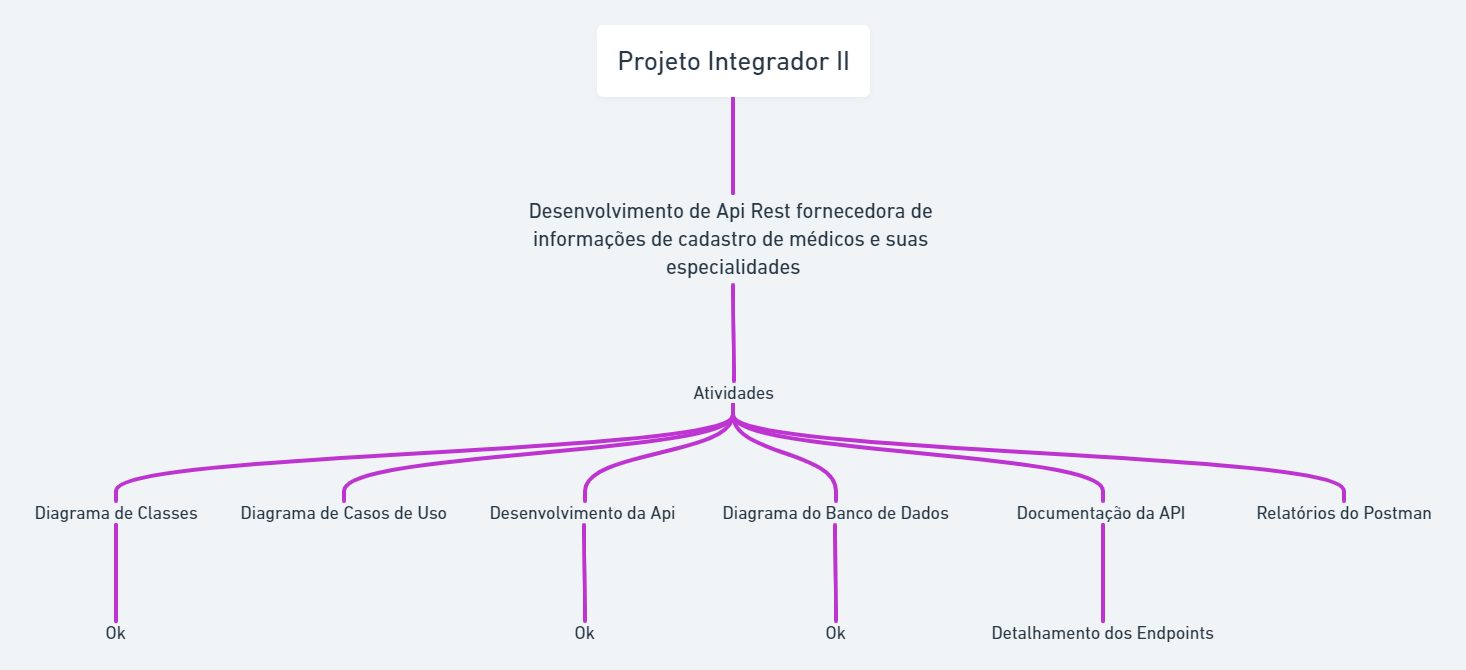 Projeto Integrador II
Desenvolvimento de Api Rest fornecedora de
informações de cadastro de médicos e suas
especialidades
Atividades
Diagrama de Classes
Diagrama de Casos de Uso
Desenvolvimento da Api
Diagrama do Banco de Dados
Documentação da API
Relatórios do Postman
Ok
Ok
Ok
Detalhamento dos Endpoints